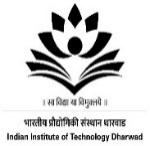 । स्व विद्या या विमुक्तये ।
भारतीय प्रौद्योगिकी संस्थान धारवाड
Indian Institute of Technology Dharwad